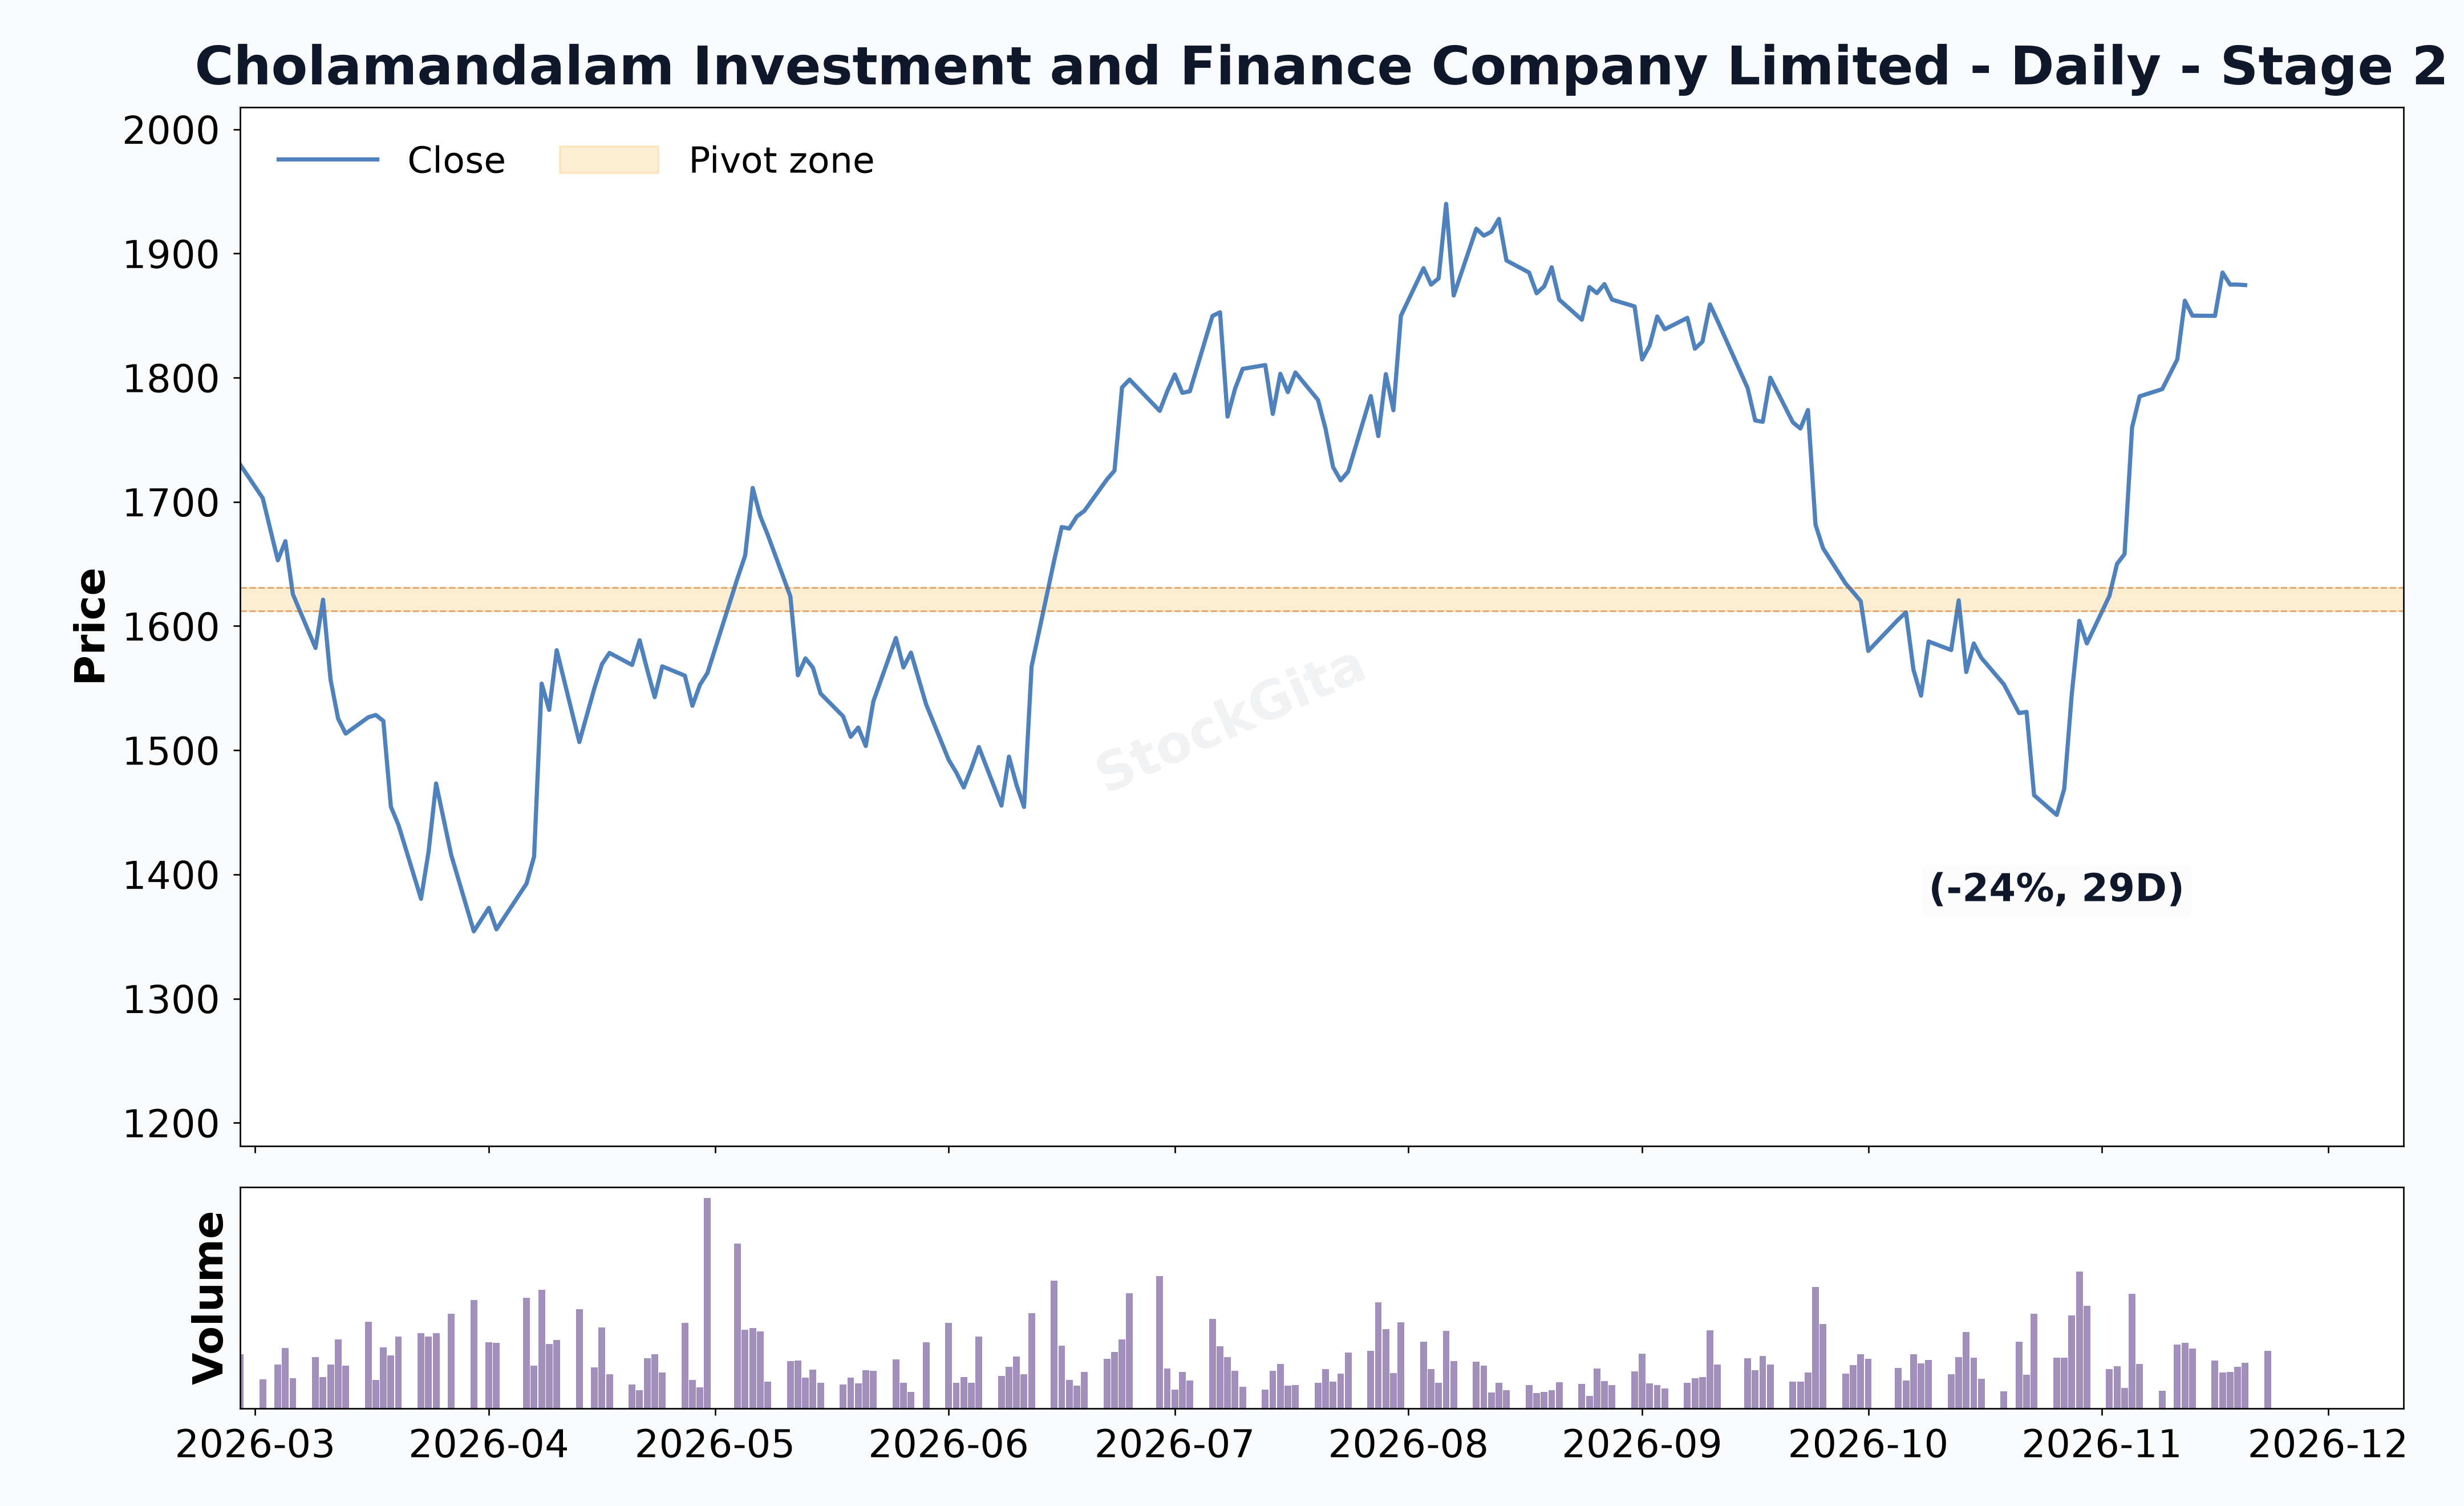 Cholamandalam Investment and Finance Company Limited - Daily - Stage 2
Close
Pivot zone
2000
1900
1800
1700
1600
1500
1400
1300
1200
Price
StockGita
(-24%, 29D)
Volume
2026-03
2026-04
2026-05
2026-06
2026-07
2026-08
2026-09
2026-10
2026-11
2026-12